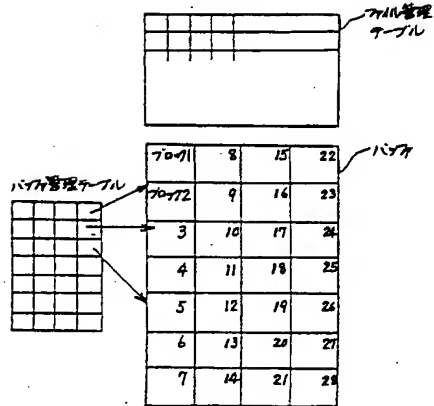 ファイル管理
テーブル
バッファ
バッファ管理テーブル
ブロック1 8 15 22
ブロック2 9 16 23
3 10 17 24
4 11 18 25
5 12 19 26
6 13 20 27
7 14 21 28